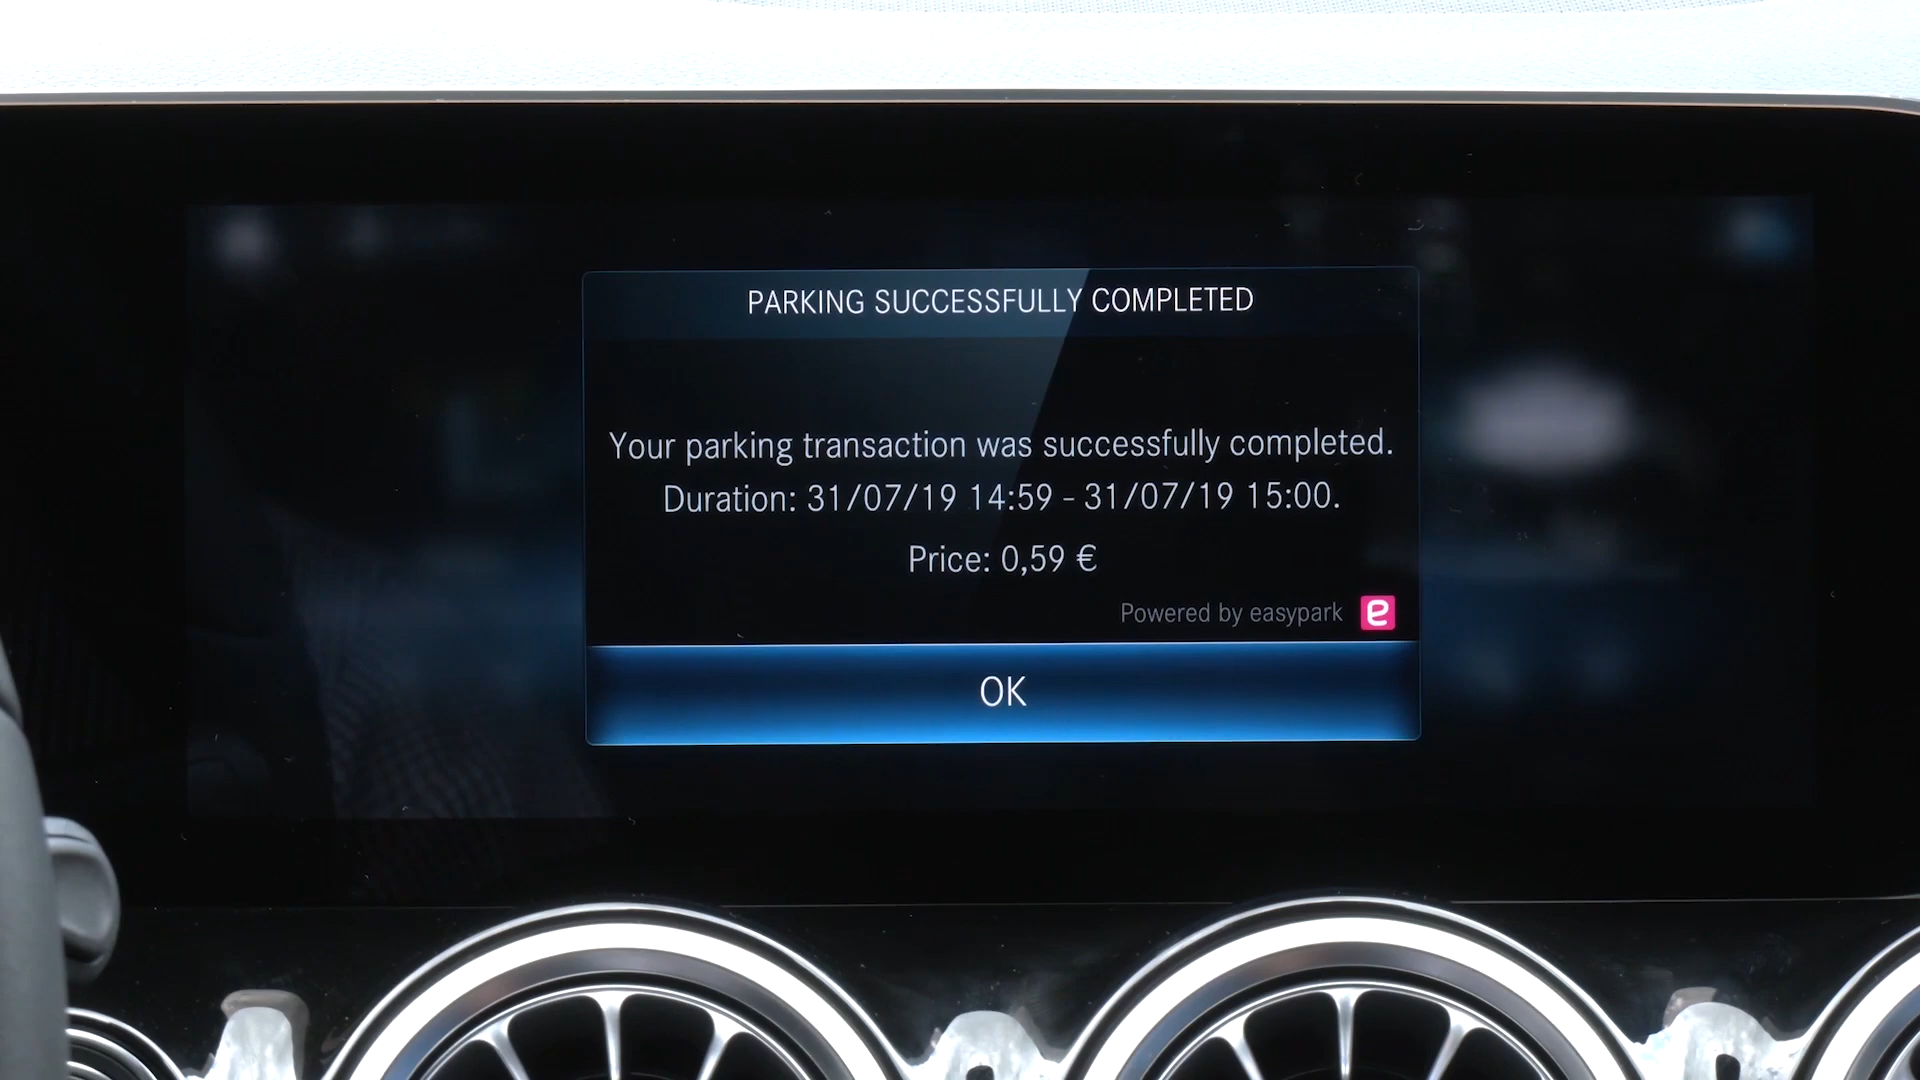 PARKING SUCCESSFULLY COMPLETED
Your parking transaction was successfully completed.
Duration: 31/07/19 14:59 - 31/07/19 15:00.
Price: 0,59 €
Powered by easypark e
OK